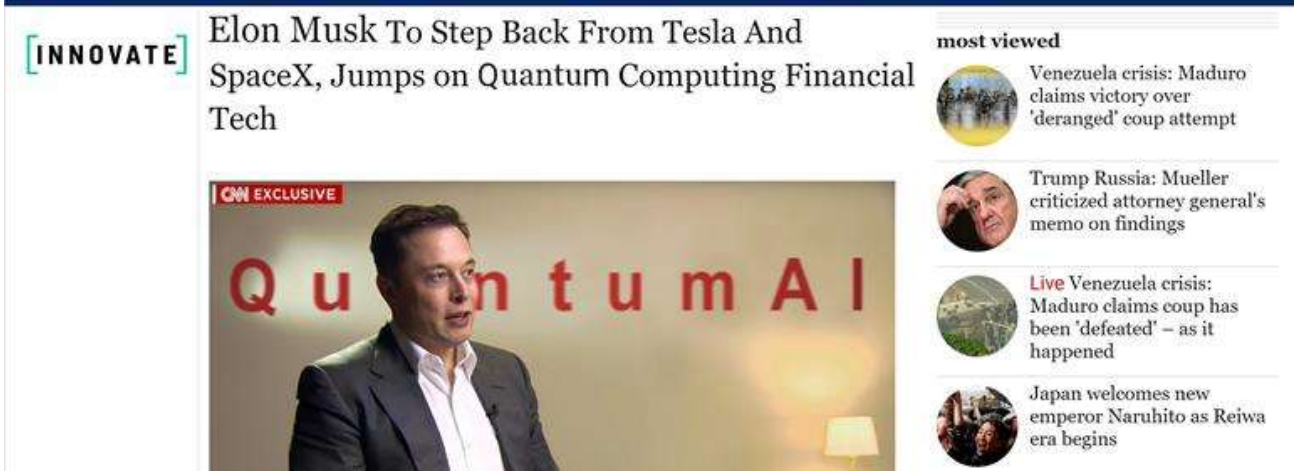 [INNOVATE]
Elon Musk To Step Back From Tesla And
SpaceX, Jumps on Quantum Computing Financial
Tech
CNN EXCLUSIVE
Qu ntumAI
most viewed
Venezuela crisis: Maduro
claims victory over
'deranged' coup attempt
Trump Russia: Mueller
criticized attorney general's
memo on findings
Live Venezuela crisis:
Maduro claims coup has
been 'defeated' – as it
happened
Japan welcomes new
emperor Naruhito as Reiwa
era begins